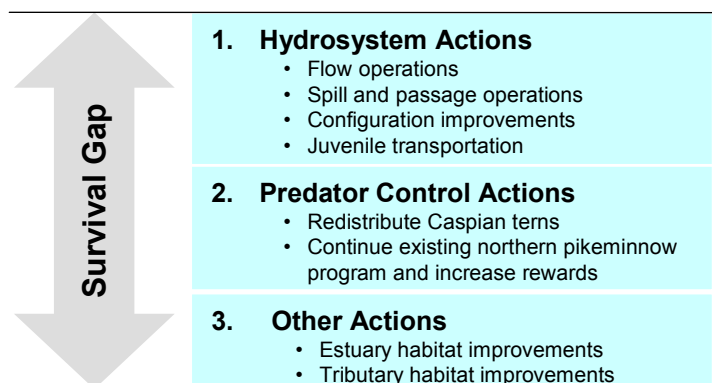 Survival Gap
1. Hydrosystem Actions
• Flow operations
• Spill and passage operations
• Configuration improvements
• Juvenile transportation
2. Predator Control Actions
• Redistribute Caspian terns
• Continue existing northern pikeminnow
program and increase rewards
3. Other Actions
• Estuary habitat improvements
• Tributary habitat improvements